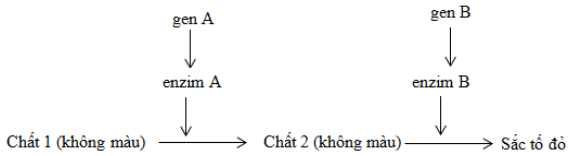 gen A
gen B
enzim A
enzim B
Chất 1 (không màu)
Chất 2 (không màu)
Sắc tố đỏ